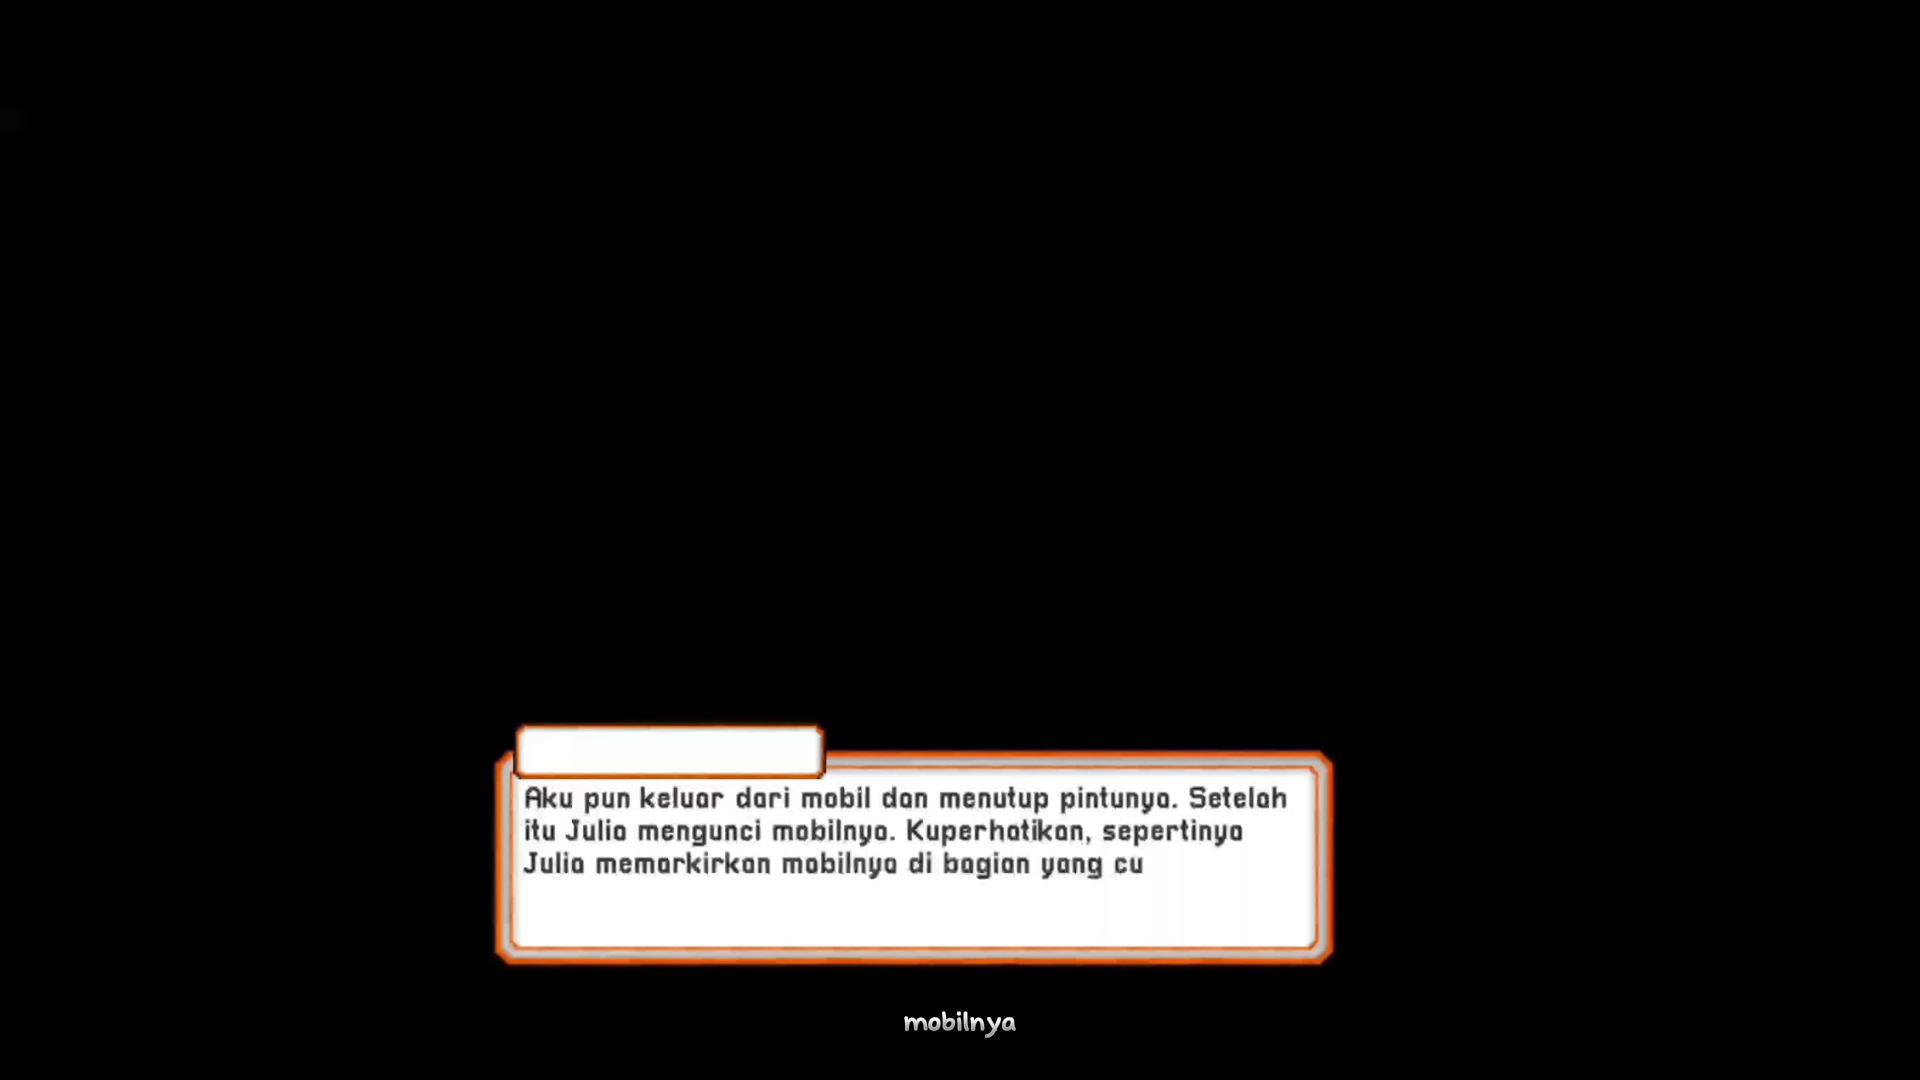 Aku pun keluar dari mobil dan menutup pintunya. Setelah
itu Julia mengunci mobilnya. Kuperhatikan, sepertinya
Julia memarkirkan mobilnya di bagian yang cu
mobilnya